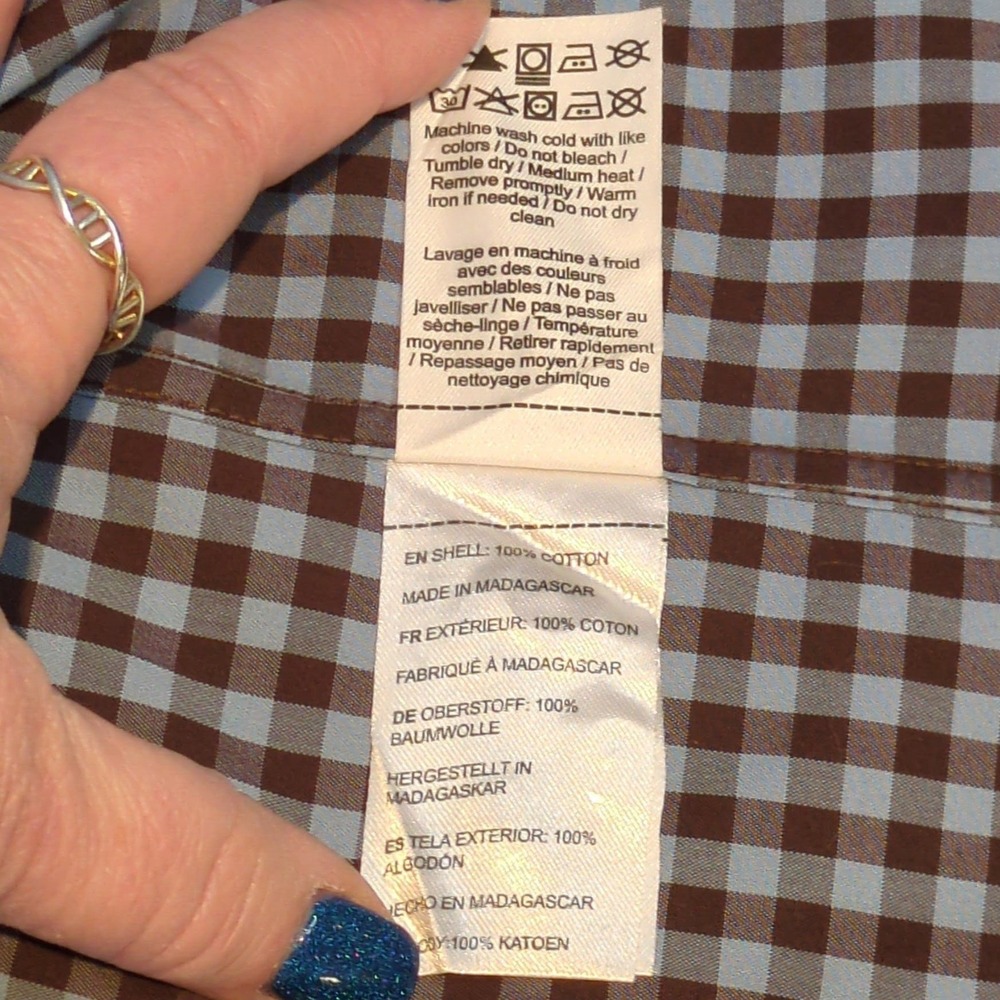 30
Machine wash cold with like
colors / Do not bleach /
Tumble dry / Medium heat /
Remove promptly / Warm
iron if needed / Do not dry
clean
Lavage en machine à froid
avec des couleurs
semblables / Ne pas
javelliser / Ne pas passer au
sèche-linge / Température
moyenne / Retirer rapidement
/ Repassage moyen / Pas de
nettoyage chimique
EN SHELL: 100% COTTON
MADE IN MADAGASCAR
FR EXTÉRIEUR: 100% COTON
FABRIQUÉ À MADAGASCAR
DE OBERSTOFF: 100%
BAUMWOLLE
HERGESTELLT IN
MADAGASKAR
ES TELA EXTERIOR: 100%
ALGODÓN
HECHO EN MADAGASCAR
100% KATOEN